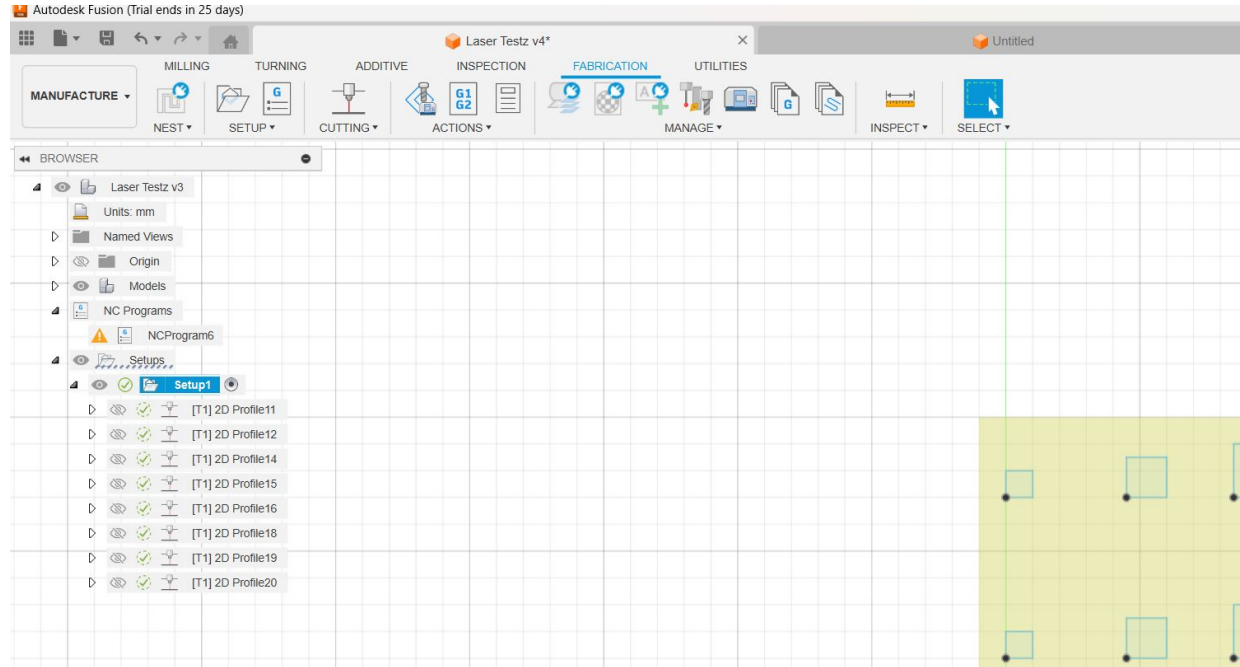 Autodesk Fusion (Trial ends in 25 days)
Laser Testz v4*
Untitled
MILLING TURNING ADDITIVE INSPECTION FABRICATION UTILITIES
MANUFACTURE
G G1 G2 A G
NEST SETUP CUTTING ACTIONS MANAGE INSPECT SELECT
BROWSER
Laser Testz v3
Units: mm
Named Views
Origin
Models
NC Programs
NCProgram6
Setups
Setup1
[T1] 2D Profile11
[T1] 2D Profile12
[T1] 2D Profile14
[T1] 2D Profile15
[T1] 2D Profile16
[T1] 2D Profile18
[T1] 2D Profile19
[T1] 2D Profile20